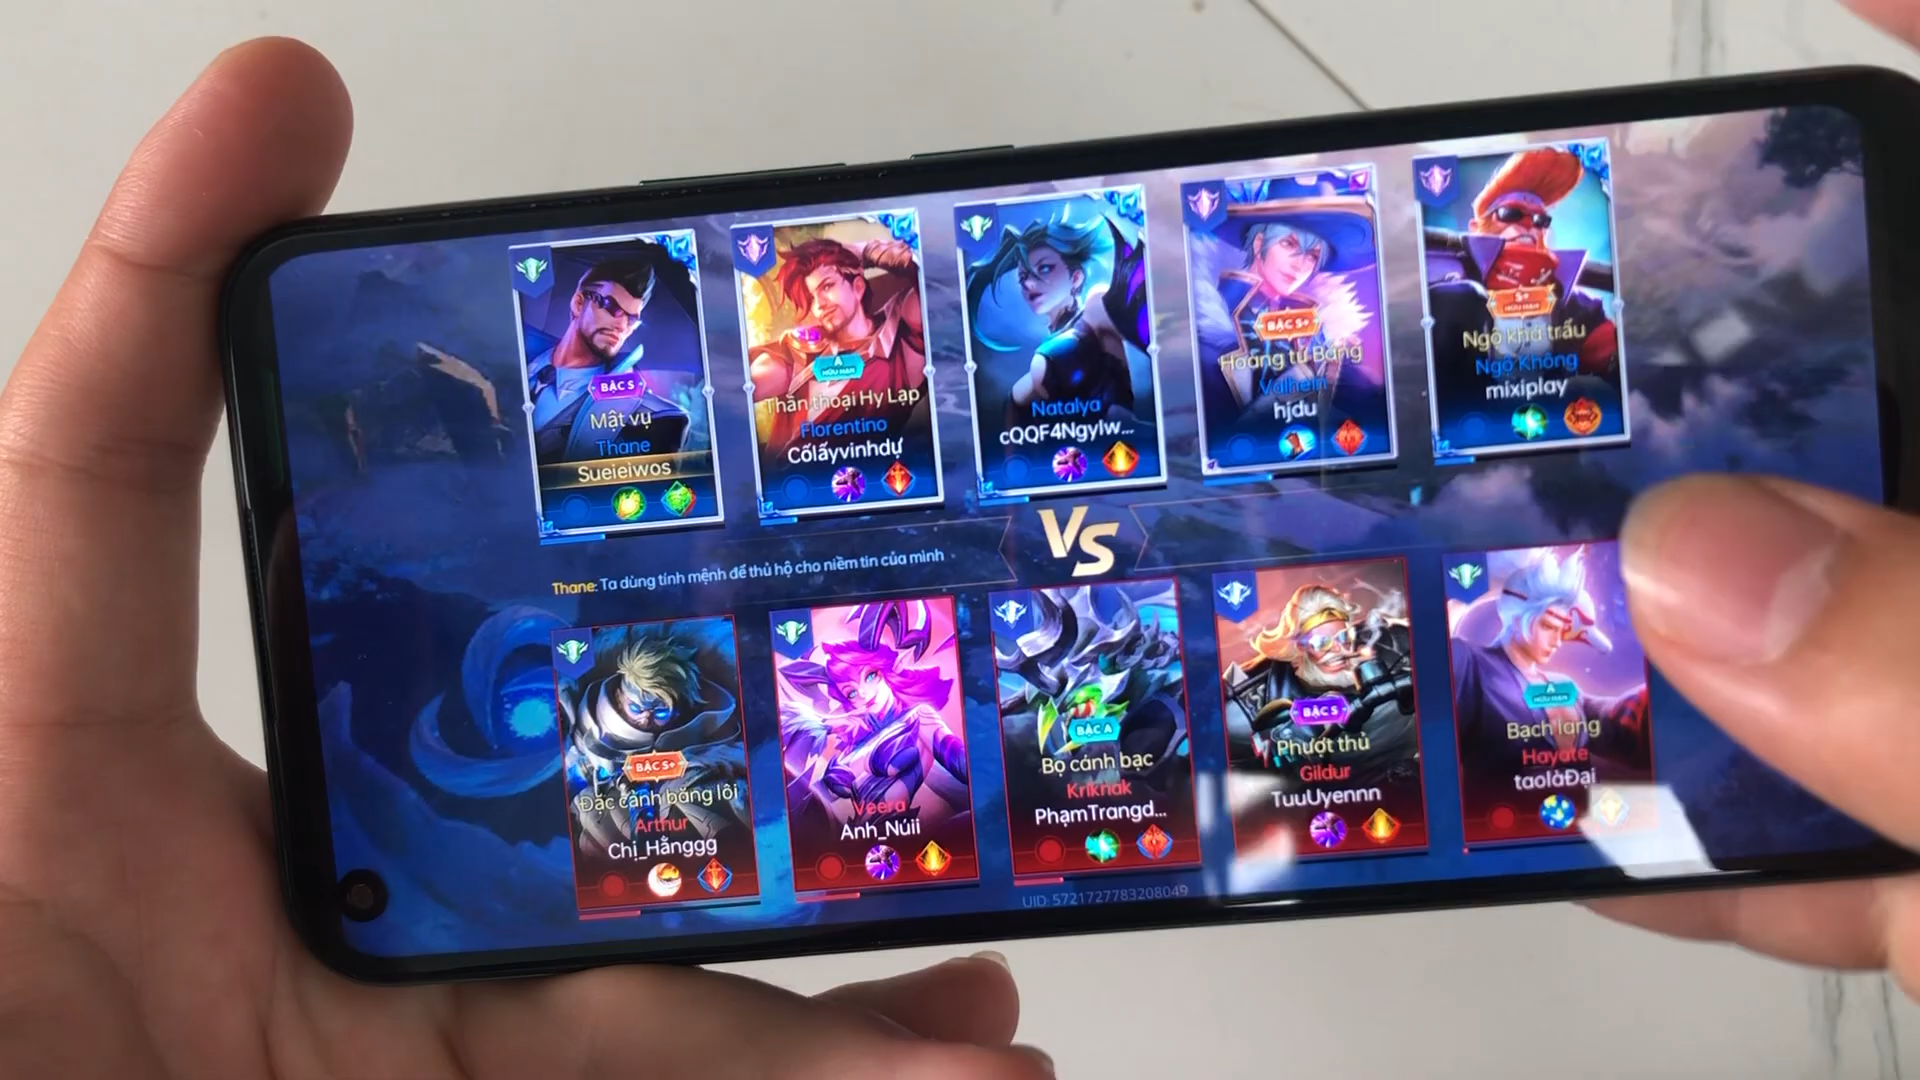 BẬC S
Mật vụ
Thane
Sueieiwos
A
HỮU HẠN
Thần thoại Hy Lạp
Florentino
Cốlấyvinhdự
Natalya
cQQF4Ngylw...
BẬC S+
Hoàng tử Băng
Valhein
hjdu
S+
HỮU HẠN
Ngộ khá trẩu
Ngộ Không
mixiplay
VS
Thane: Ta dùng tính mệnh để thủ hộ cho niềm tin của mình
BẬC S+
Đặc cảnh băng lôi
Arthur
Chị_Hằnggg
Veera
Anh_Núii
BẬC A
Bọ cánh bạc
Kriknak
PhạmTrangd...
BẬC S
Phượt thủ
Gildur
TuuUyennn
A
HỮU HẠN
Bạch lang
Hayate
taolàĐại
UID: 5721727783208049